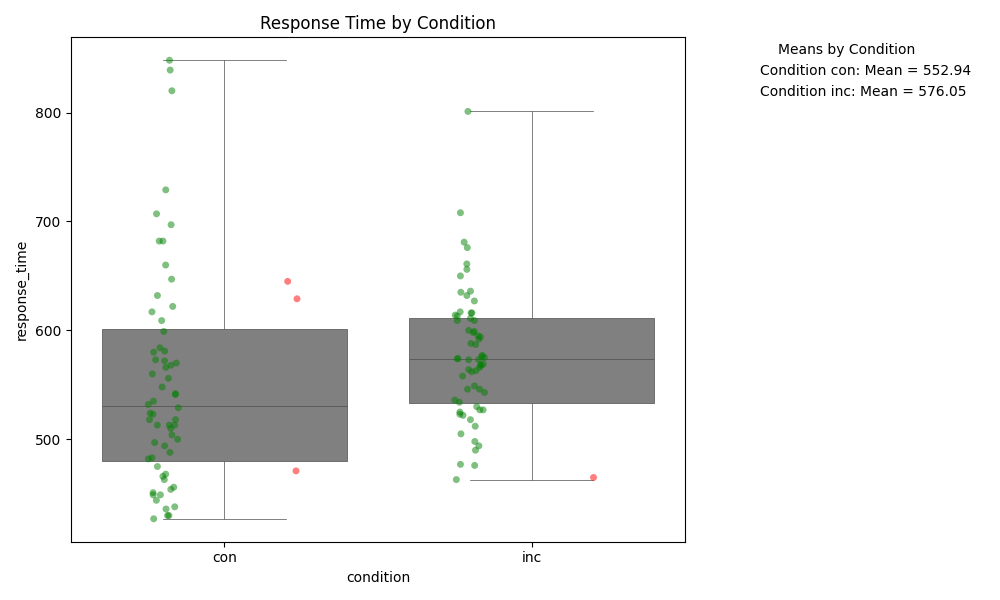 Response Time by Condition
Means by Condition
Condition con: Mean = 552.94
Condition inc: Mean = 576.05
800
700
600
500
response_time
con
inc
condition